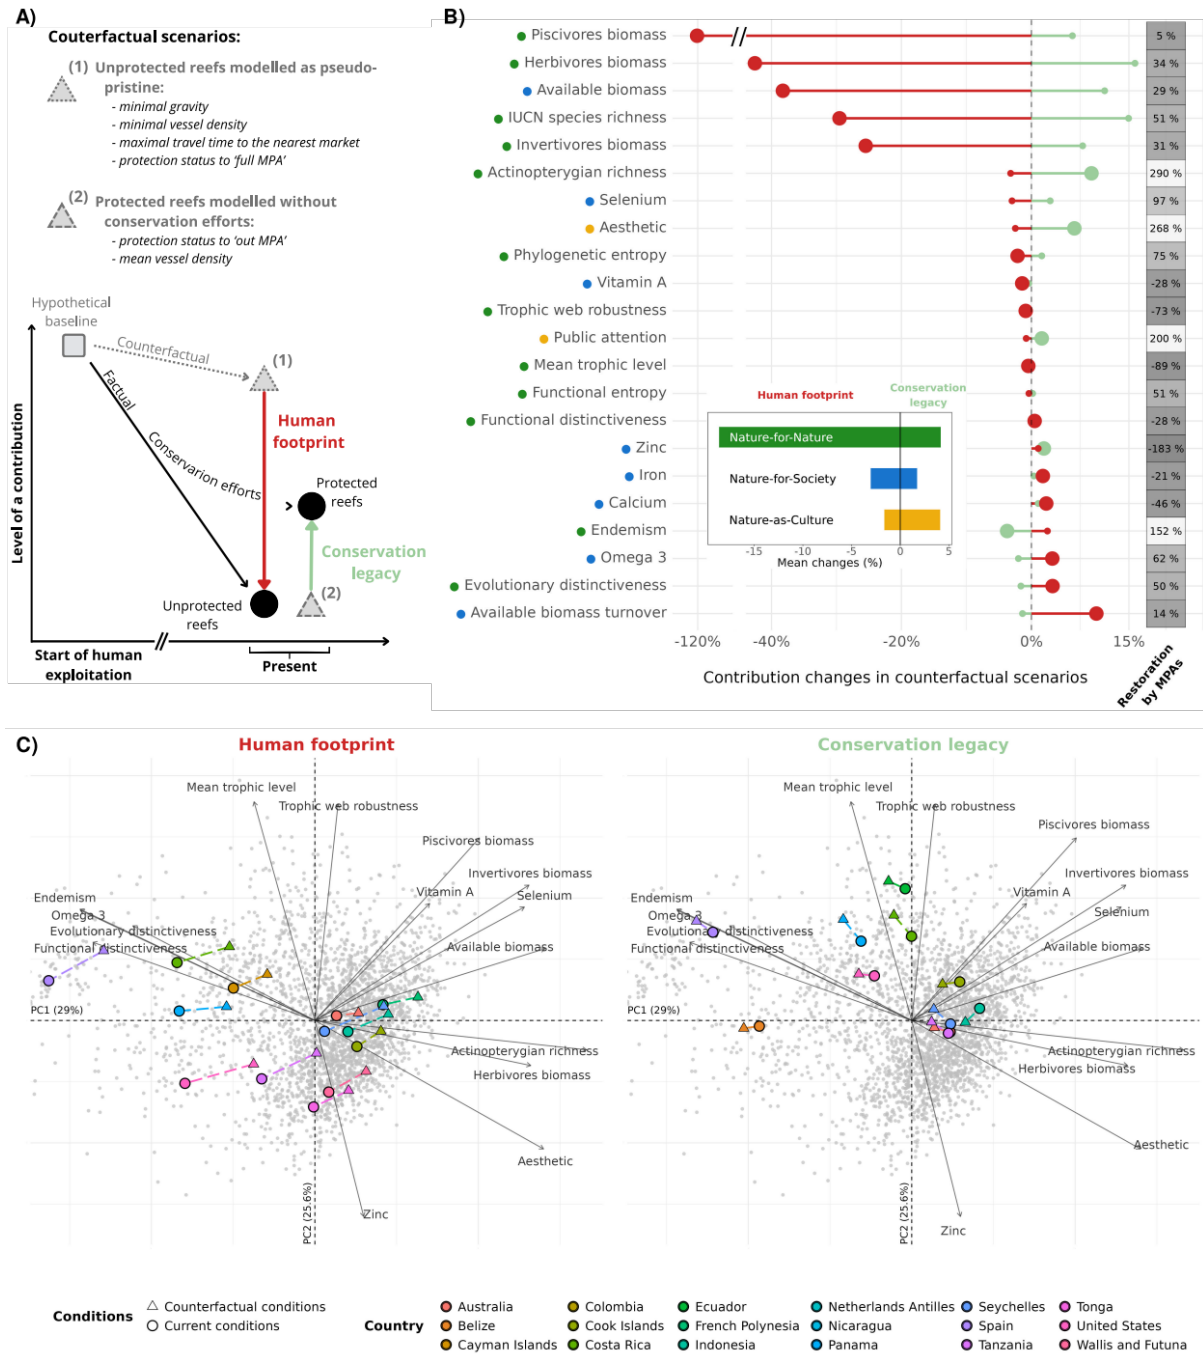 A)
Couterfactual scenarios:
(1) Unprotected reefs modelled as pseudo-
pristine:
- minimal gravity
- minimal vessel density
- maximal travel time to the nearest market
- protection status to 'full MPA'
(2) Protected reefs modelled without
conservation efforts:
- protection status to 'out MPA'
- mean vessel density
Hypothetical
baseline
Counterfactual
(1)
Factual
Human
footprint
Conservarion efforts
Protected
reefs
Conservation
legacy
(2)
Unprotected
reefs
Level of a contribution
Start of human
exploitation
Present
B)
Piscivores biomass 5 %
Herbivores biomass 34 %
Available biomass 29 %
IUCN species richness 51 %
Invertivores biomass 31 %
Actinopterygian richness 290 %
Selenium 97 %
Aesthetic 268 %
Phylogenetic entropy 75 %
Vitamin A -28 %
Trophic web robustness -73 %
Public attention 200 %
Mean trophic level -89 %
Functional entropy 51 %
Functional distinctiveness -28 %
Zinc -183 %
Iron -21 %
Calcium -46 %
Endemism 152 %
Omega 3 62 %
Evolutionary distinctiveness 50 %
Available biomass turnover 14 %
Human footprint
Conservation
legacy
Nature-for-Nature
Nature-for-Society
Nature-as-Culture
-15 -10 -5 0 5
Mean changes (%)
-120% -40% -20% 0% 15%
Contribution changes in counterfactual scenarios
Restoration
by MPAs
C)
Human footprint
Mean trophic level
Trophic web robustness
Piscivores biomass
Invertivores biomass
Vitamin A
Selenium
Endemism
Omega 3
Evolutionary distinctiveness
Functional distinctiveness
Available biomass
PC1 (29%)
Actinopterygian richness
Herbivores biomass
Aesthetic
PC2 (25.6%)
Zinc
Conservation legacy
Mean trophic level
Trophic web robustness
Piscivores biomass
Invertivores biomass
Vitamin A
Selenium
Endemism
Omega 3
Evolutionary distinctiveness
Functional distinctiveness
Available biomass
PC1 (29%)
Actinopterygian richness
Herbivores biomass
Aesthetic
PC2 (25.6%)
Zinc
Conditions
Counterfactual conditions
Current conditions
Country
Australia
Belize
Cayman Islands
Colombia
Cook Islands
Costa Rica
Ecuador
French Polynesia
Indonesia
Netherlands Antilles
Nicaragua
Panama
Seychelles
Spain
Tanzania
Tonga
United States
Wallis and Futuna